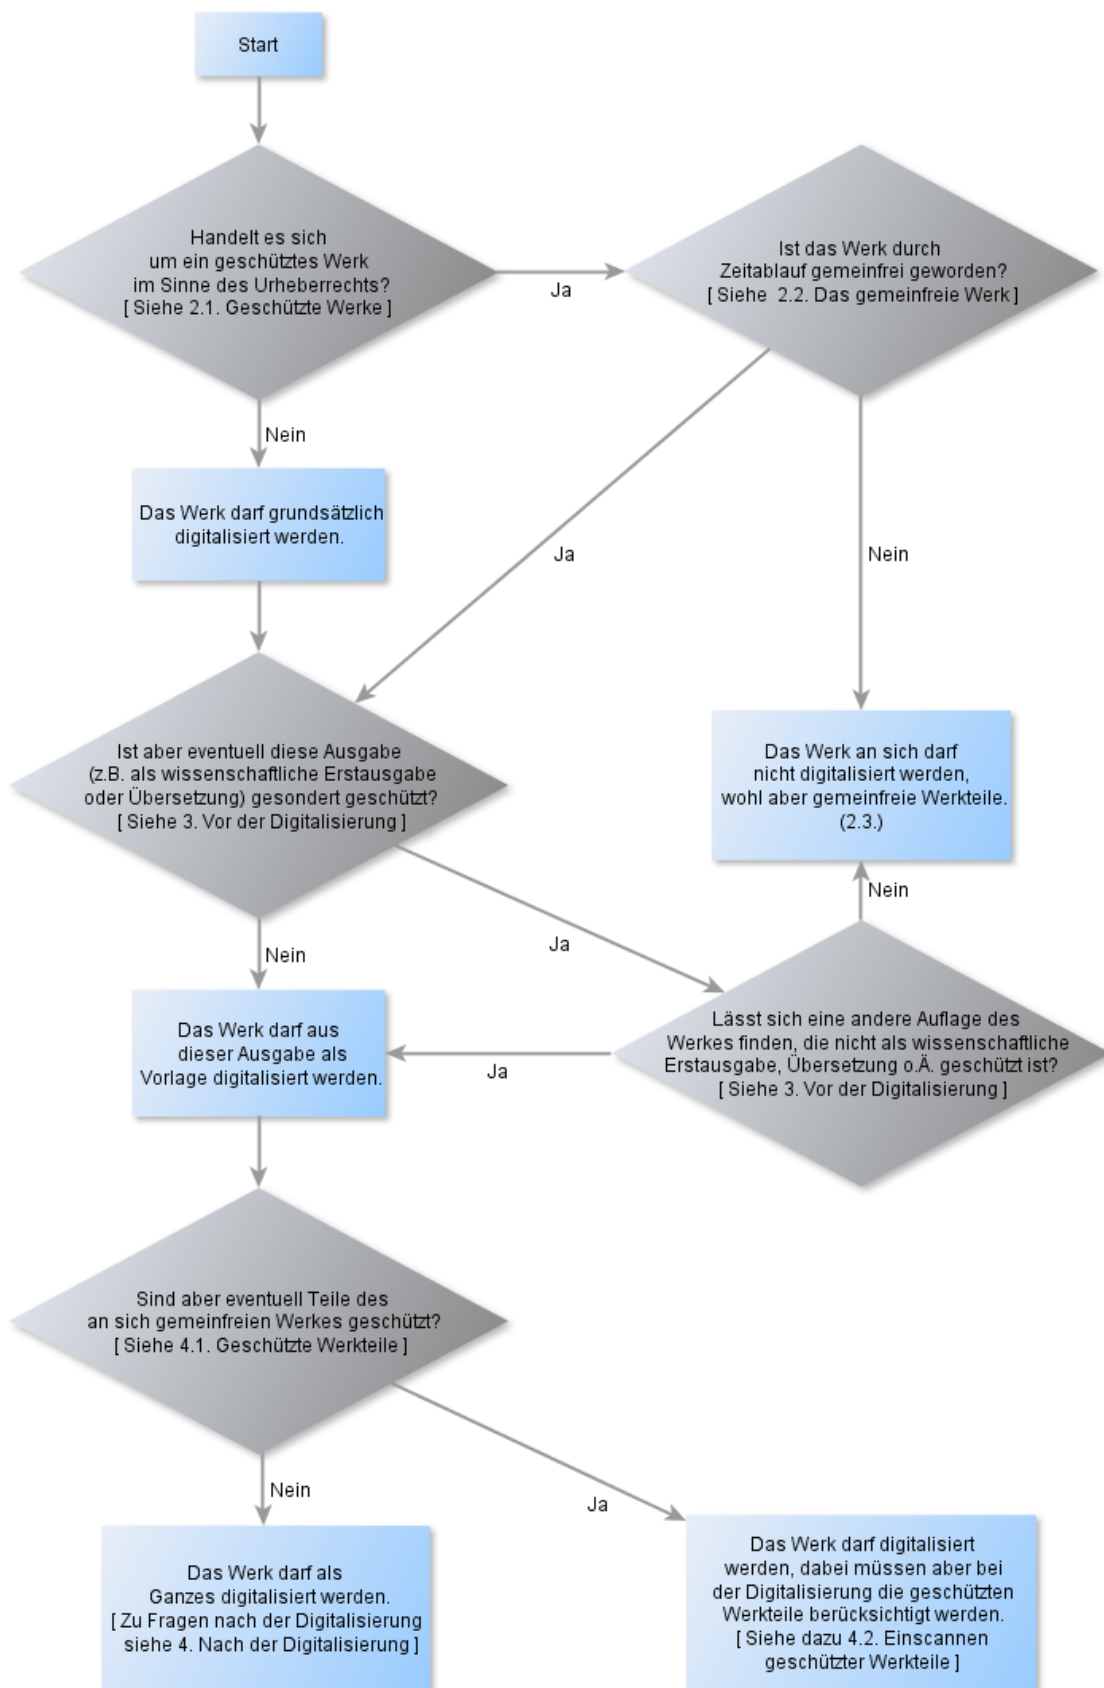 Start
Handelt es sich
um ein geschütztes Werk
im Sinne des Urheberrechts?
[ Siehe 2.1. Geschützte Werke ]
Ja
Ist das Werk durch
Zeitablauf gemeinfrei geworden?
[ Siehe  2.2. Das gemeinfreie Werk ]
Nein
Das Werk darf grundsätzlich
digitalisiert werden.
Ja
Nein
Ist aber eventuell diese Ausgabe
(z.B. als wissenschaftliche Erstausgabe
oder Übersetzung) gesondert geschützt?
[ Siehe 3. Vor der Digitalisierung ]
Das Werk an sich darf
nicht digitalisiert werden,
wohl aber gemeinfreie Werkteile.
(2.3.)
Nein
Ja
Nein
Das Werk darf aus
dieser Ausgabe als
Vorlage digitalisiert werden.
Ja
Lässt sich eine andere Auflage des
Werkes finden, die nicht als wissenschaftliche
Erstausgabe, Übersetzung o.Ä. geschützt ist?
[ Siehe 3. Vor der Digitalisierung ]
Sind aber eventuell Teile des
an sich gemeinfreien Werkes geschützt?
[ Siehe 4.1. Geschützte Werkteile ]
Nein
Ja
Das Werk darf als
Ganzes digitalisiert werden.
[ Zu Fragen nach der Digitalisierung
siehe 4. Nach der Digitalisierung ]
Das Werk darf digitalisiert
werden, dabei müssen aber bei
der Digitalisierung die geschützten
Werkteile berücksichtigt werden.
[ Siehe dazu 4.2. Einscannen
geschützter Werkteile ]